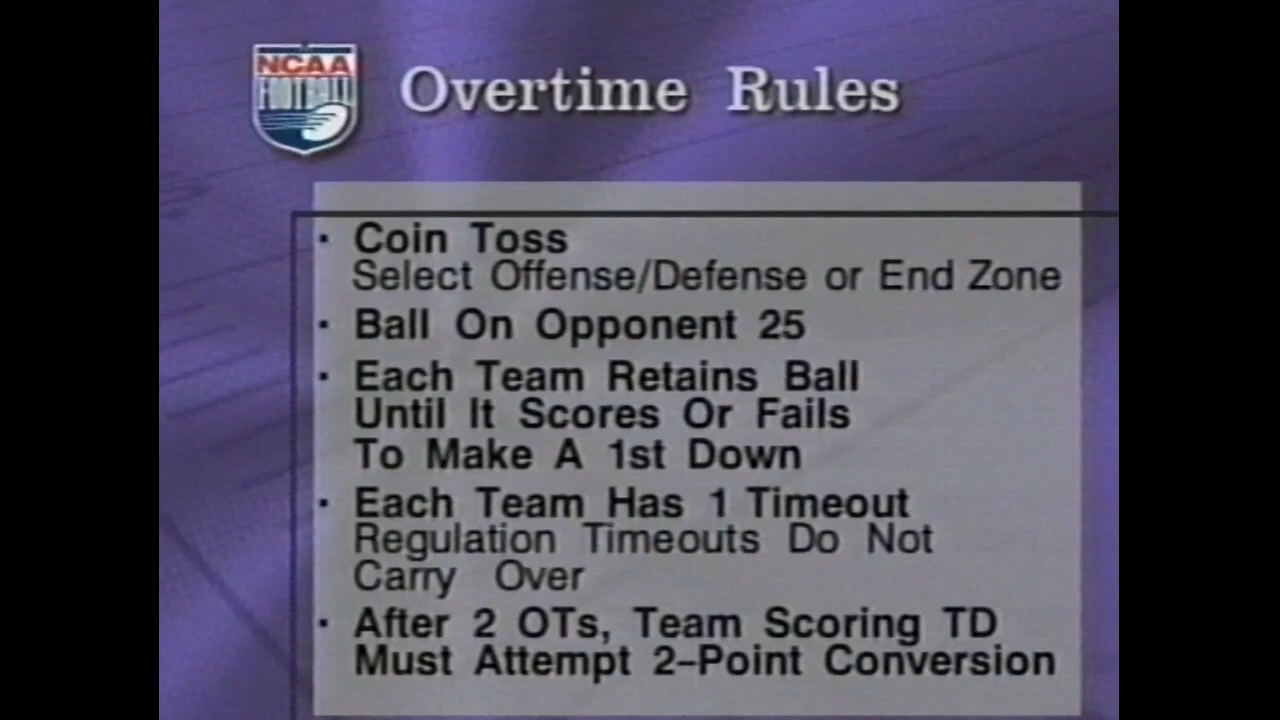 NCAA
FOOTBALL
Overtime Rules
· Coin Toss
Select Offense/Defense or End Zone
· Ball On Opponent 25
· Each Team Retains Ball
Until It Scores Or Fails
To Make A 1st Down
· Each Team Has 1 Timeout
Regulation Timeouts Do Not
Carry Over
· After 2 OTs, Team Scoring TD
Must Attempt 2–Point Conversion